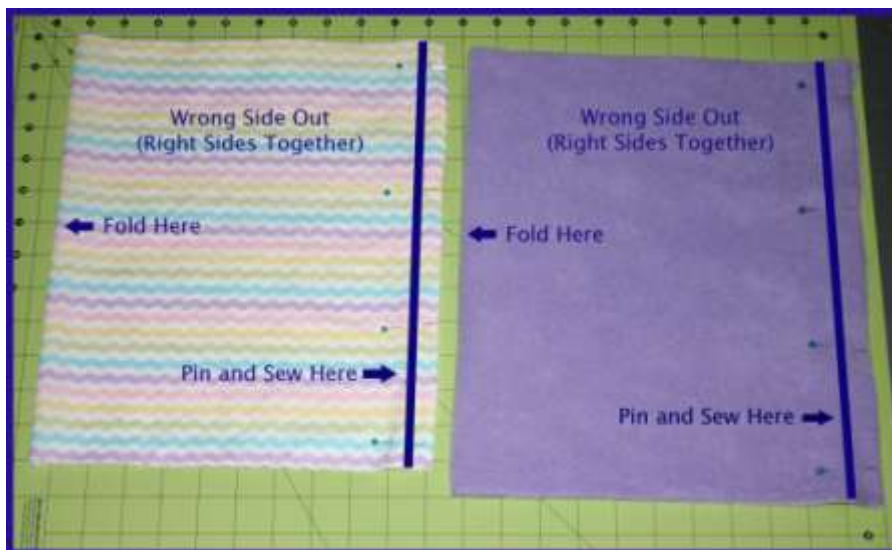 Wrong Side Out
(Right Sides Together)
Fold Here
Pin and Sew Here
Wrong Side Out
(Right Sides Together)
Fold Here
Pin and Sew Here